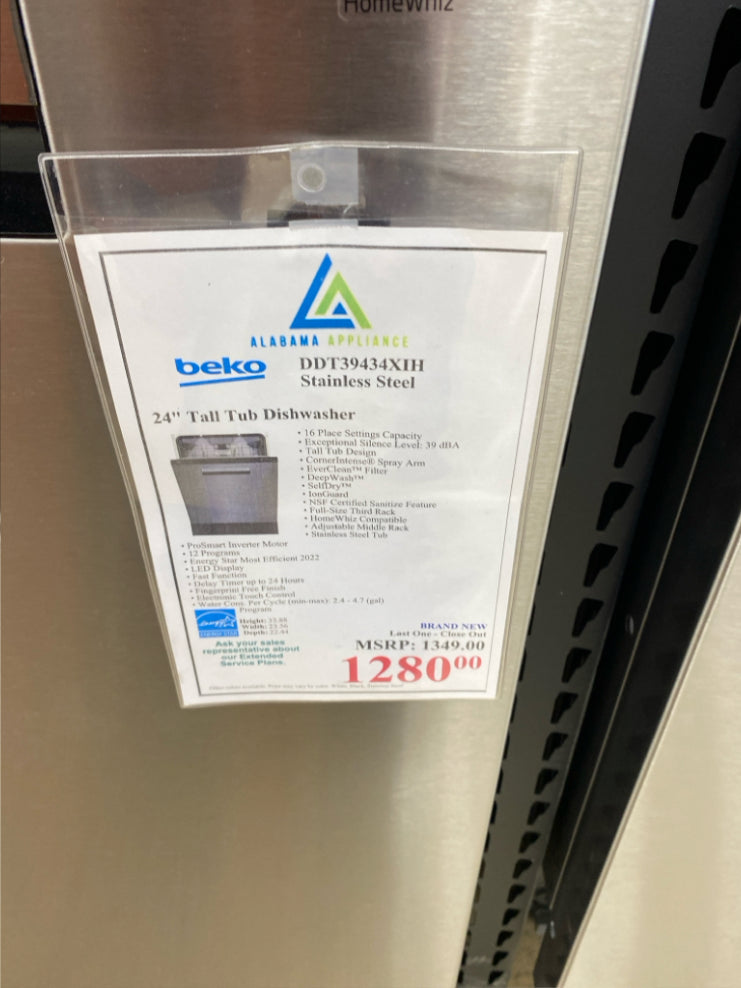 HomeWhiz
ALABAMA APPLIANCE
beko DDT39434XIH
Stainless Steel
24" Tall Tub Dishwasher
• 16 Place Settings Capacity
• Exceptional Silence Level: 39 dBA
• Tall Tub Design
• CornerIntense® Spray Arm
• EverClean™ Filter
• DeepWash™
• SelfDry™
• IonGuard
• NSF Certified Sanitize Feature
• Full-Size Third Rack
• HomeWhiz Compatible
• Adjustable Middle Rack
• Stainless Steel Tub
• ProSmart Inverter Motor
• 12 Programs
• Energy Star Most Efficient 2022
• LED Display
• Fast Function
• Delay Timer up to 24 Hours
• Fingerprint Free Finish
• Electronic Touch Control
• Water Cons. Per Cycle (min-max): 2.4 - 4.7 (gal)
Program
ENERGY STAR
Height: 33.88
Width: 23.56
Depth: 22.44
Ask your sales
representative about
our Extended
Service Plans.
BRAND NEW
Last One - Close Out
MSRP: 1349.00
1280.00